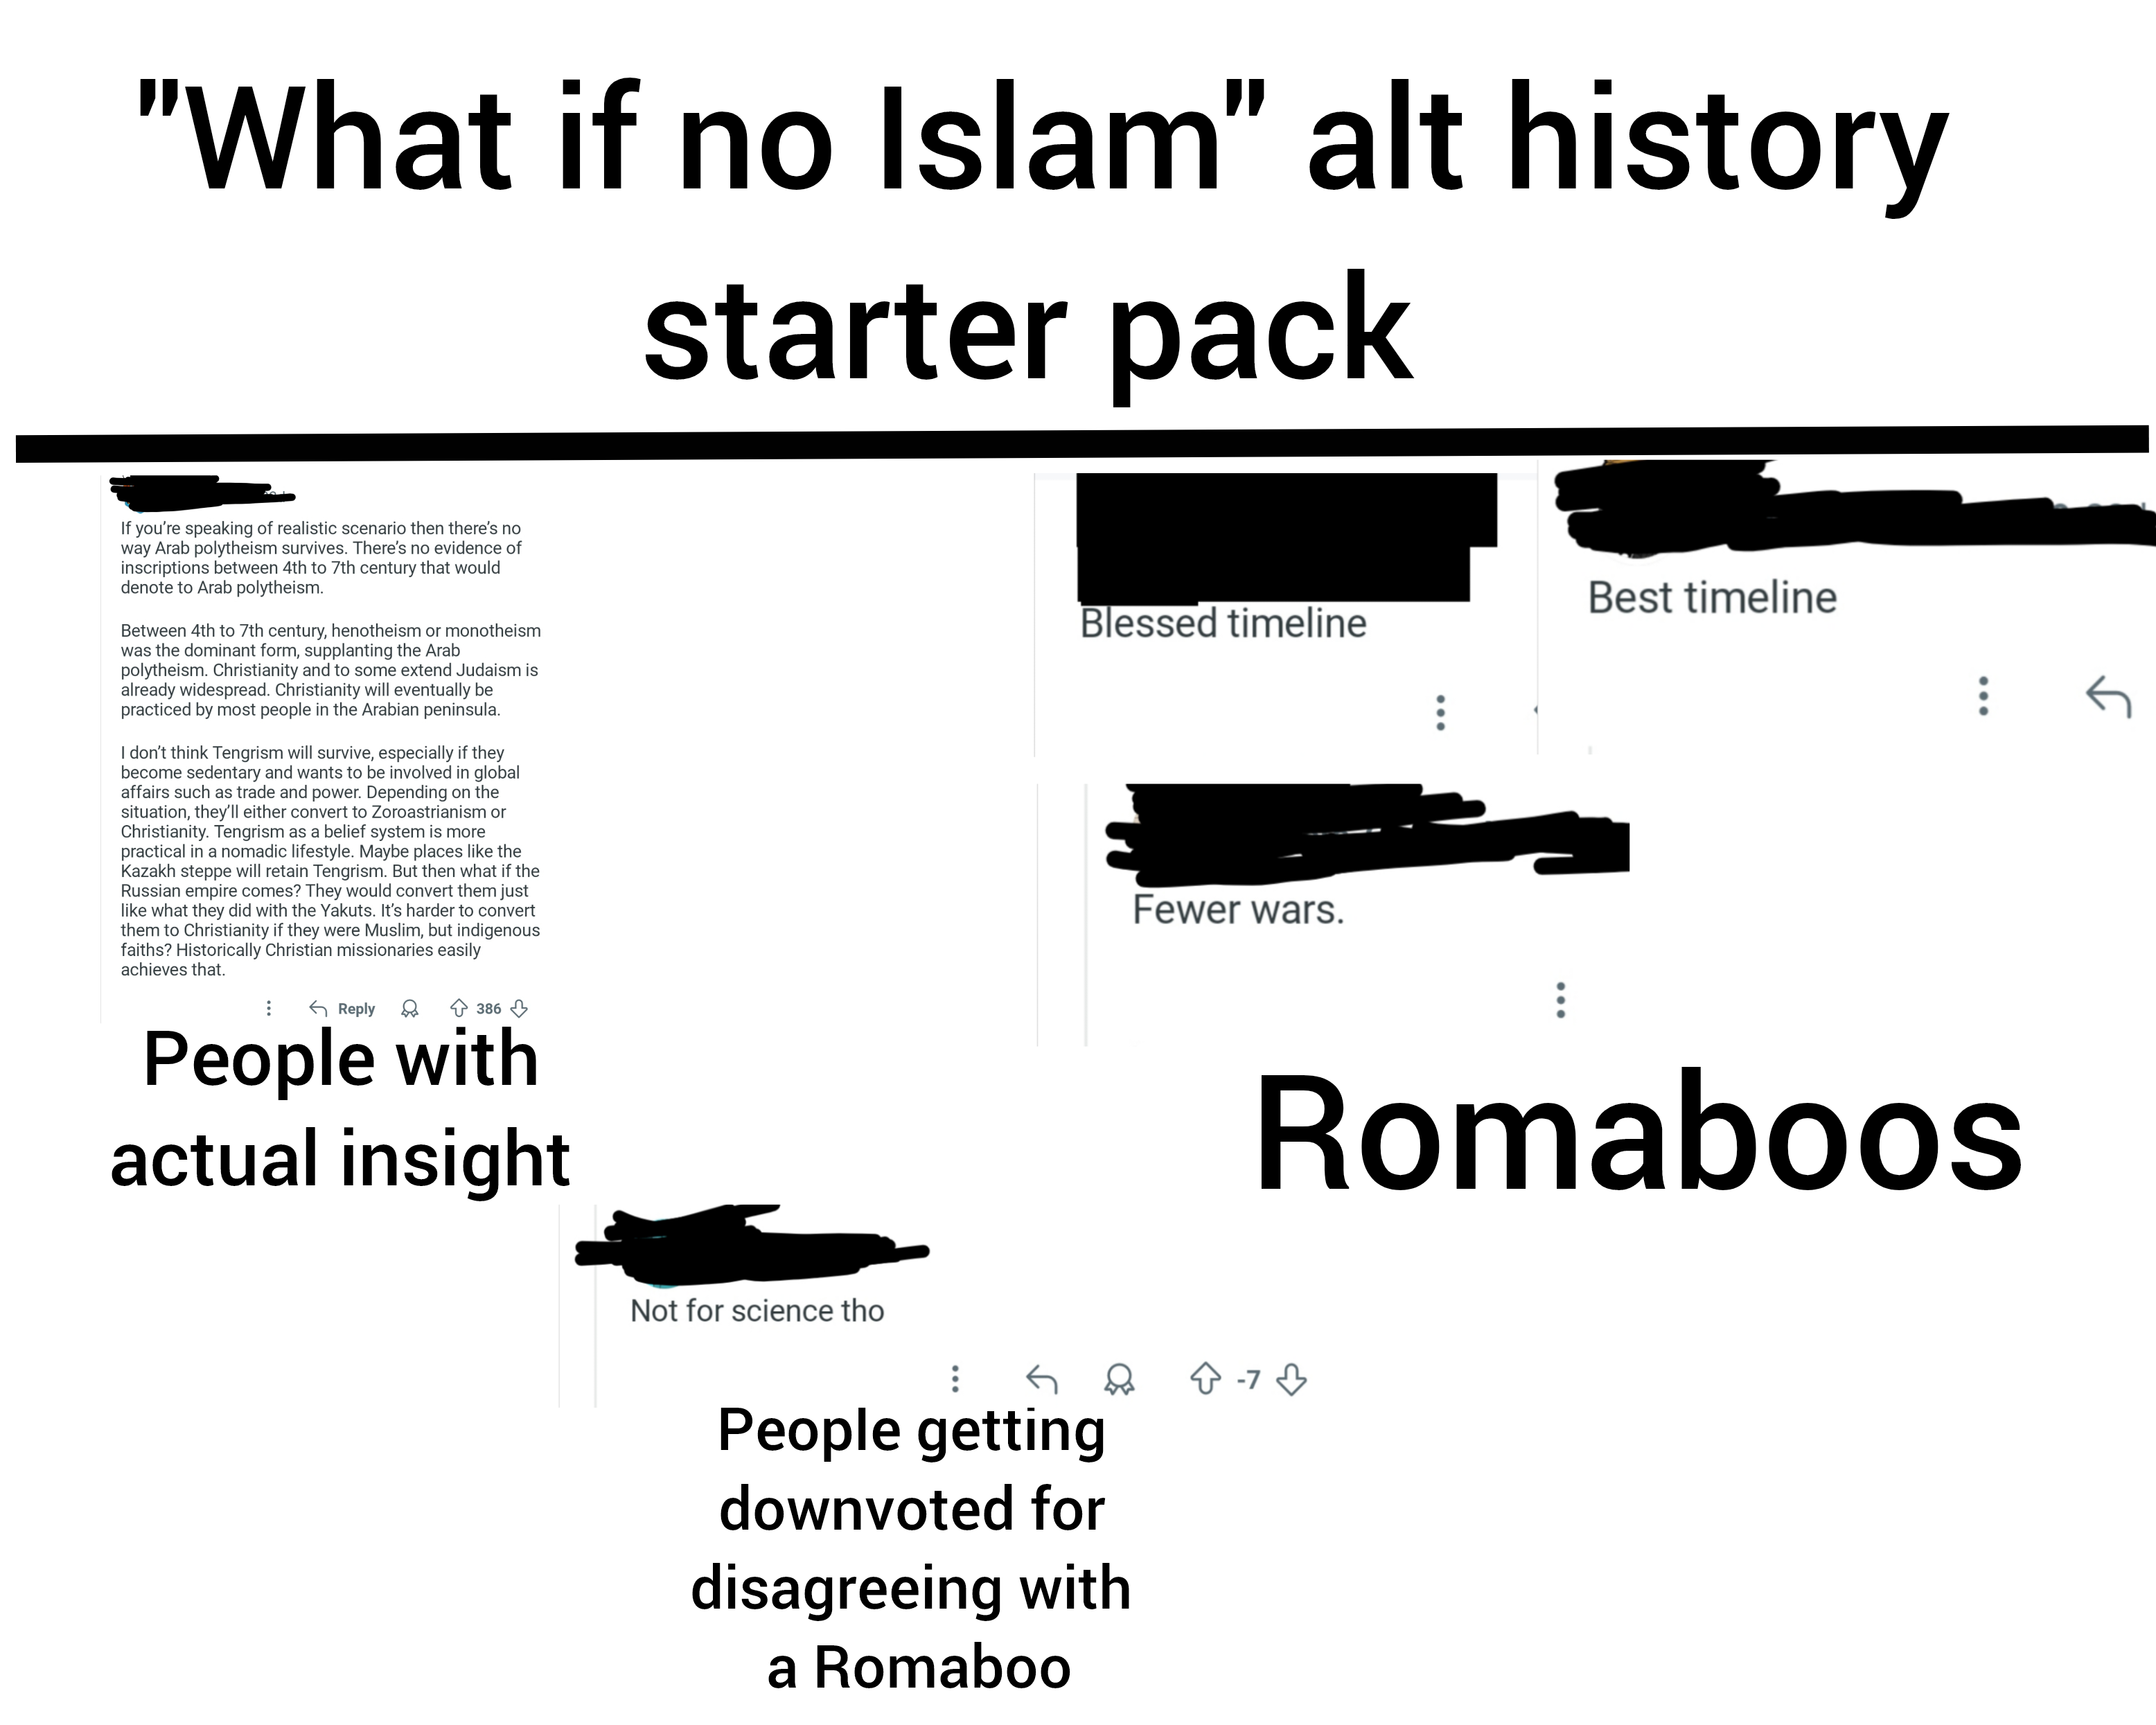 "What if no Islam" alt history
starter pack
If you're speaking of realistic scenario then there's no
way Arab polytheism survives. There's no evidence of
inscriptions between 4th to 7th century that would
denote to Arab polytheism.
Between 4th to 7th century, henotheism or monotheism
was the dominant form, supplanting the Arab
polytheism. Christianity and to some extend Judaism is
already widespread. Christianity will eventually be
practiced by most people in the Arabian peninsula.
I don't think Tengrism will survive, especially if they
become sedentary and wants to be involved in global
affairs such as trade and power. Depending on the
situation, they'll either convert to Zoroastrianism or
Christianity. Tengrism as a belief system is more
practical in a nomadic lifestyle. Maybe places like the
Kazakh steppe will retain Tengrism. But then what if the
Russian empire comes? They would convert them just
like what they did with the Yakuts. It's harder to convert
them to Christianity if they were Muslim, but indigenous
faiths? Historically Christian missionaries easily
achieves that.
Reply 386
People with
actual insight
Blessed timeline
Best timeline
Fewer wars.
Romaboos
Not for science tho
-7
People getting
downvoted for
disagreeing with
a Romaboo